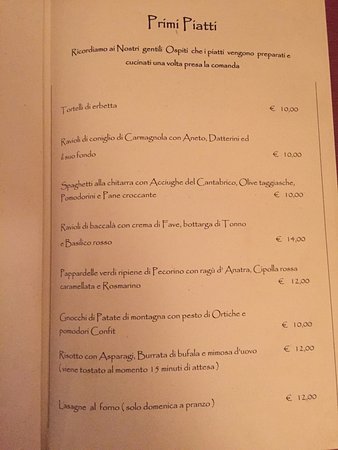 Primi Piatti
Ricordiamo ai Nostri gentili Ospiti che i piatti vengono preparati e
cucinati una volta presa la comanda
Tortelli di erbetta € 10,00
Ravioli di coniglio di Carmagnola con Aneto, Datterini ed
il suo fondo € 10,00
Spaghetti alla chitarra con Acciughe del Cantabrico, Olive taggiasche,
Pomodorini e Pane croccante € 10,00
Ravioli di baccalà con crema di Fave, bottarga di Tonno
e Basilico rosso € 14,00
Pappardelle verdi ripiene di Pecorino con ragù d' Anatra, Cipolla rossa
caramellata e Rosmarino € 12,00
Gnocchi di Patate di montagna con pesto di Ortiche e
pomodori Confit € 10,00
Risotto con Asparagi, Burrata di bufala e mimosa d'uovo € 12,00
( viene tostato al momento 15 minuti di attesa )
Lasagne al forno ( solo domenica a pranzo ) € 12,00